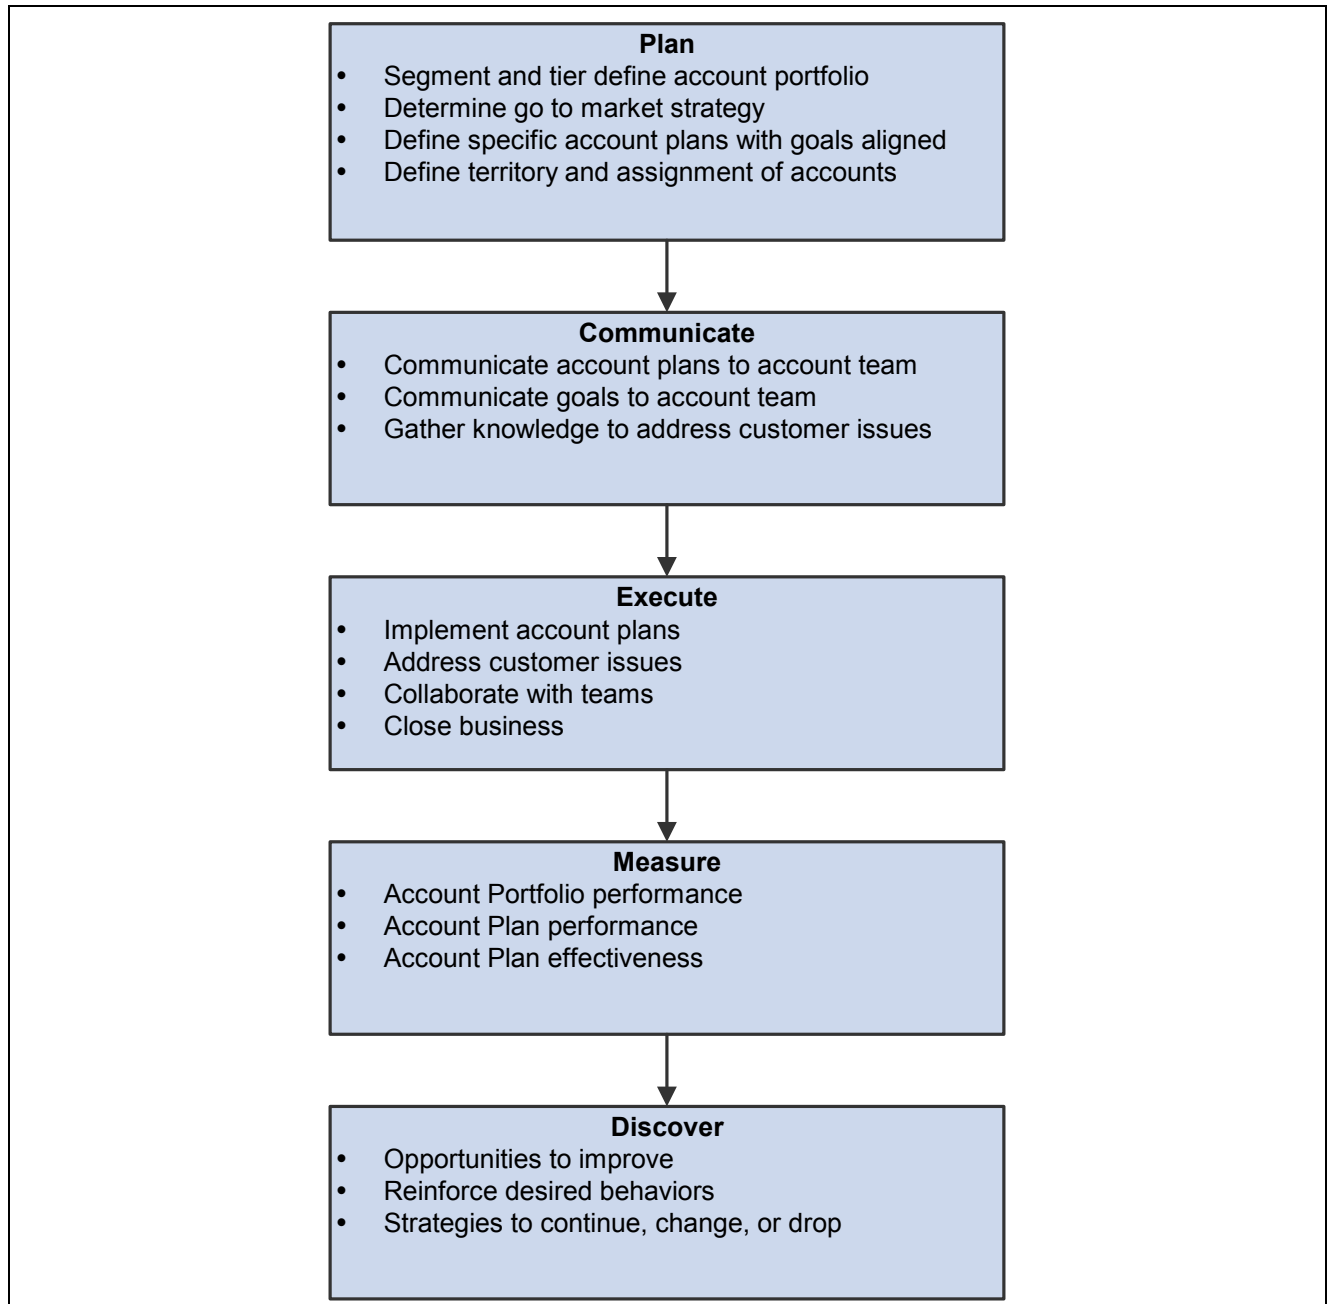 Plan
• Segment and tier define account portfolio
• Determine go to market strategy
• Define specific account plans with goals aligned
• Define territory and assignment of accounts
Communicate
• Communicate account plans to account team
• Communicate goals to account team
• Gather knowledge to address customer issues
Execute
• Implement account plans
• Address customer issues
• Collaborate with teams
• Close business
Measure
• Account Portfolio performance
• Account Plan performance
• Account Plan effectiveness
Discover
• Opportunities to improve
• Reinforce desired behaviors
• Strategies to continue, change, or drop